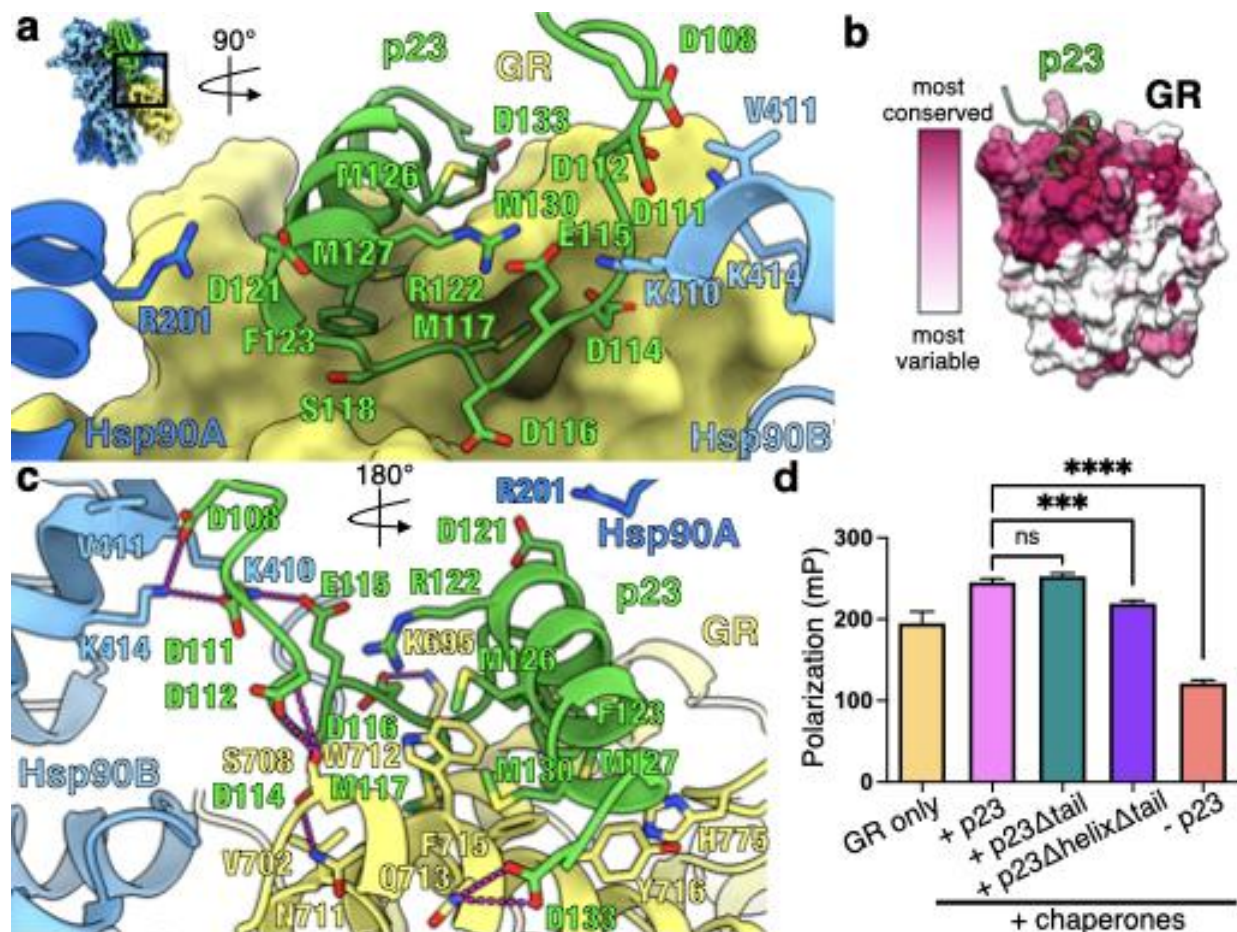 a
90°
p23
GR
D108
V411
D133
M126
D112
M130
D111
E115
M127
D121
R122
K410
K414
R201
M117
F123
D114
S118
D116
Hsp90A
Hsp90B
b
p23
GR
most
conserved
most
variable
c
180°
R201
Hsp90A
D108
D121
V411
K410
E115
R122
p23
K695
GR
K414
D111
M126
D112
D116
F123
S708
W712
Hsp90B
D114
M117
M130
M127
V702
F715
H775
Q713
Y716
N711
D133
d
****
***
ns
Polarization (mP)
300
200
100
0
GR only
+ p23
+ p23Δtail
+ p23ΔhelixΔtail
- p23
+ chaperones